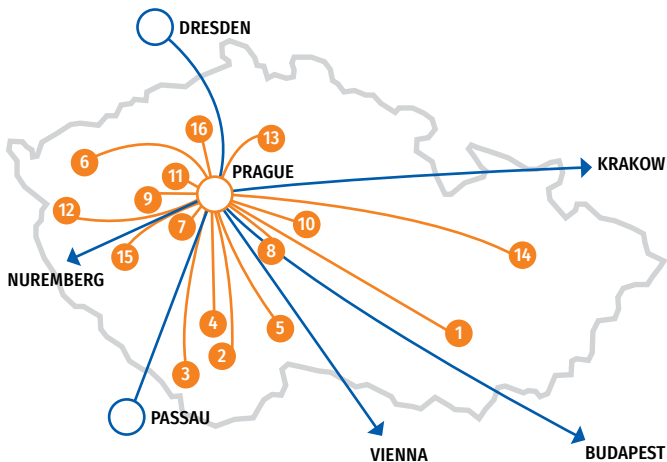 DRESDEN
16
13
6
PRAGUE
11
KRAKOW
9
12
7
10
8
14
15
NUREMBERG
4
5
1
2
3
PASSAU
VIENNA
BUDAPEST